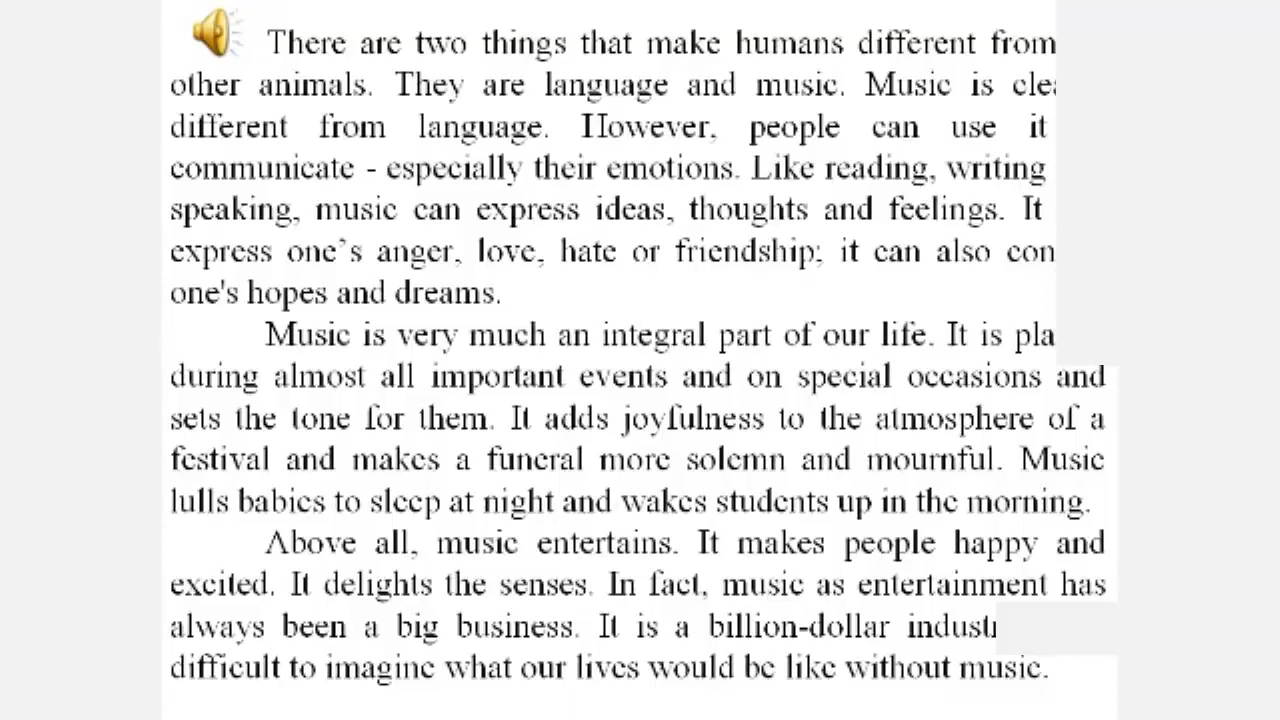 There are two things that make humans different from
other animals. They are language and music. Music is
different from language. However, people can use it
communicate - especially their emotions. Like reading, writing
speaking, music can express ideas, thoughts and feelings. It
express one’s anger, love, hate or friendship; it can also
one's hopes and dreams.
Music is very much an integral part of our life. It is
during almost all important events and on special occasions and
sets the tone for them. It adds joyfulness to the atmosphere of a
festival and makes a funeral more solemn and mournful. Music
lulls babies to sleep at night and wakes students up in the morning.
Above all, music entertains. It makes people happy and
excited. It delights the senses. In fact, music as entertainment has
always been a big business. It is a billion-dollar
difficult to imagine what our lives would be like without music.